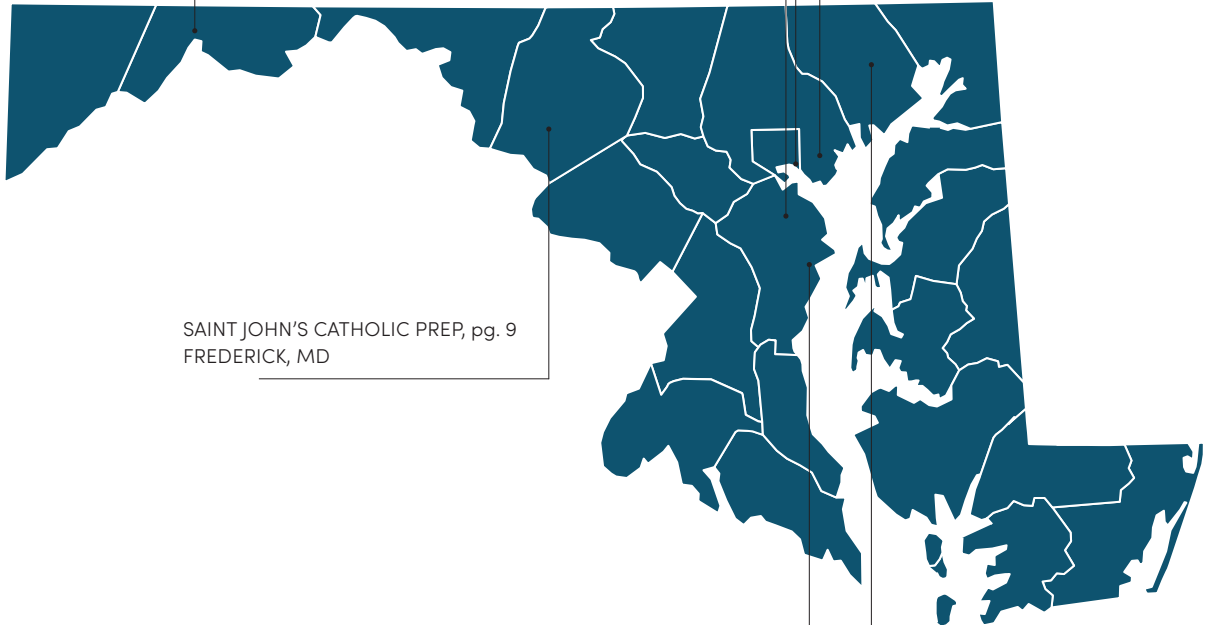 SAINT JOHN’S CATHOLIC PREP, pg. 9
FREDERICK, MD